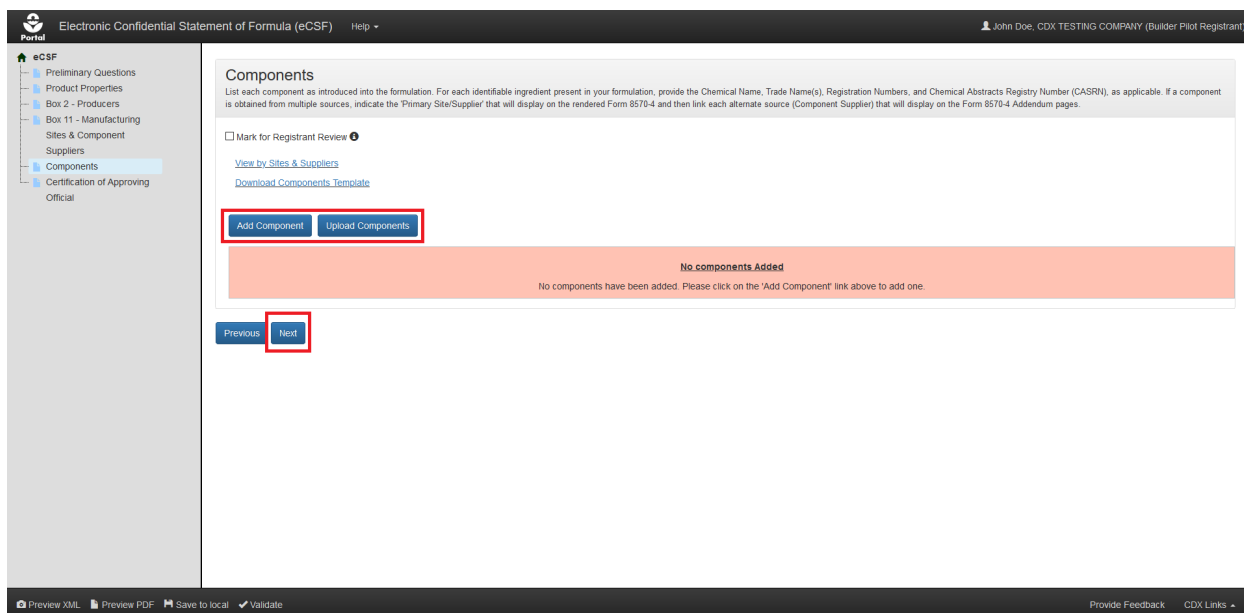 Portal
Electronic Confidential Statement of Formula (eCSF) Help
John Doe, CDX TESTING COMPANY (Builder Pilot Registrant)
eCSF
Preliminary Questions
Product Properties
Box 2 - Producers
Box 11 - Manufacturing
Sites & Component
Suppliers
Components
Certification of Approving
Official
Components
List each component as introduced into the formulation. For each identifiable ingredient present in your formulation, provide the Chemical Name, Trade Name(s), Registration Numbers, and Chemical Abstracts Registry Number (CASRN), as applicable. If a component
is obtained from multiple sources, indicate the 'Primary Site/Supplier' that will display on the rendered Form 8570-4 and then link each alternate source (Component Supplier) that will display on the Form 8570-4 Addendum pages.
Mark for Registrant Review
View by Sites & Suppliers
Download Components Template
Add Component Upload Components
No components Added
No components have been added. Please click on the 'Add Component' link above to add one.
Previous Next
Preview XML Preview PDF Save to local Validate
Provide Feedback CDX Links